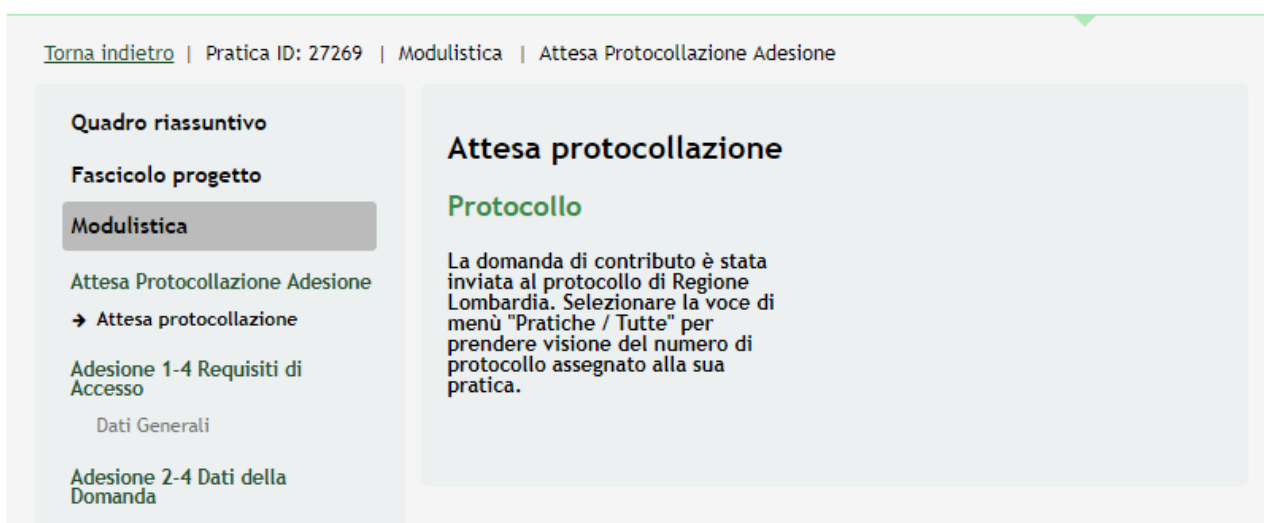 Torna indietro | Pratica ID: 27269 | Modulistica | Attesa Protocollazione Adesione
Quadro riassuntivo
Fascicolo progetto
Modulistica
Attesa Protocollazione Adesione
→ Attesa protocollazione
Adesione 1-4 Requisiti di
Accesso
Dati Generali
Adesione 2-4 Dati della
Domanda
Attesa protocollazione
Protocollo
La domanda di contributo è stata
inviata al protocollo di Regione
Lombardia. Selezionare la voce di
menù "Pratiche / Tutte" per
prendere visione del numero di
protocollo assegnato alla sua
pratica.